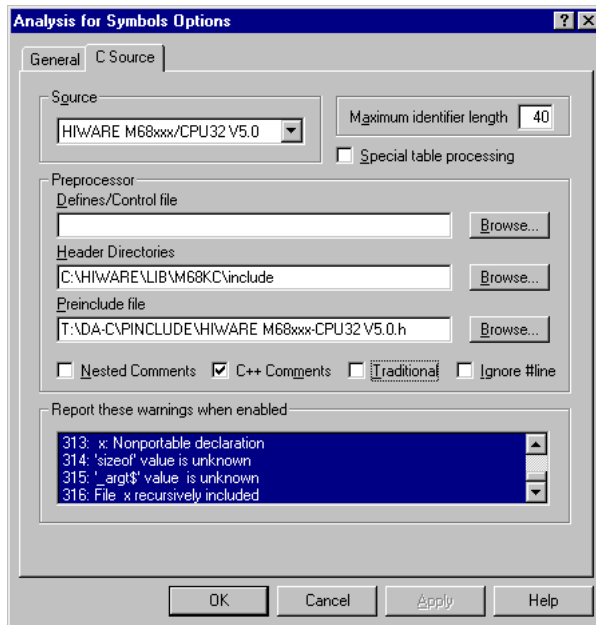 Analysis for Symbols Options
General C Source
Source
HIWARE M68xxx/CPU32 V5.0
Maximum identifier length 40
Special table processing
Preprocessor
Defines/Control file
Browse...
Header Directories
C:\HIWARE\LIB\M68KC\include Browse...
Preinclude file
T:\DA-C\PINCLUDE\HIWARE M68xxx-CPU32 V5.0.h Browse...
Nested Comments C++ Comments Traditional Ignore #line
Report these warnings when enabled
313: x: Nonportable declaration
314: 'sizeof' value is unknown
315: '_argt$' value is unknown
316: File x recursively included
OK Cancel Apply Help